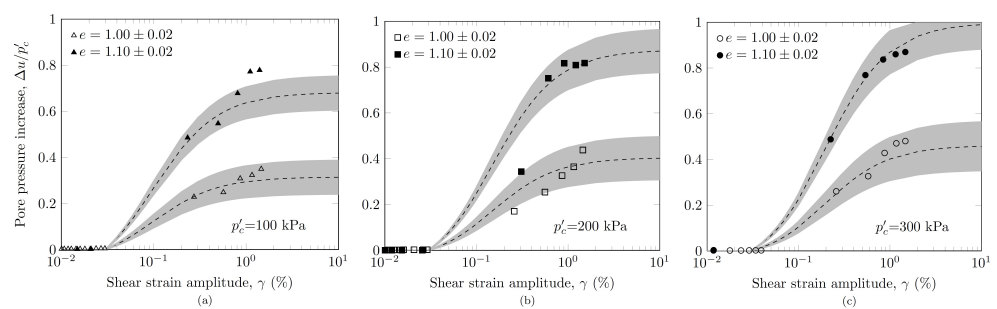 Pore pressure increase, Δu/p′c
1
0.8
0.6
0.4
0.2
0
10⁻² 10⁻¹ 10⁰ 10¹
e = 1.00 ± 0.02
e = 1.10 ± 0.02
p′c=100 kPa
Shear strain amplitude, γ (%)
(a)
1
0.8
0.6
0.4
0.2
0
10⁻² 10⁻¹ 10⁰ 10¹
e = 1.00 ± 0.02
e = 1.10 ± 0.02
p′c=200 kPa
Shear strain amplitude, γ (%)
(b)
1
0.8
0.6
0.4
0.2
0
10⁻² 10⁻¹ 10⁰ 10¹
e = 1.00 ± 0.02
e = 1.10 ± 0.02
p′c=300 kPa
Shear strain amplitude, γ (%)
(c)